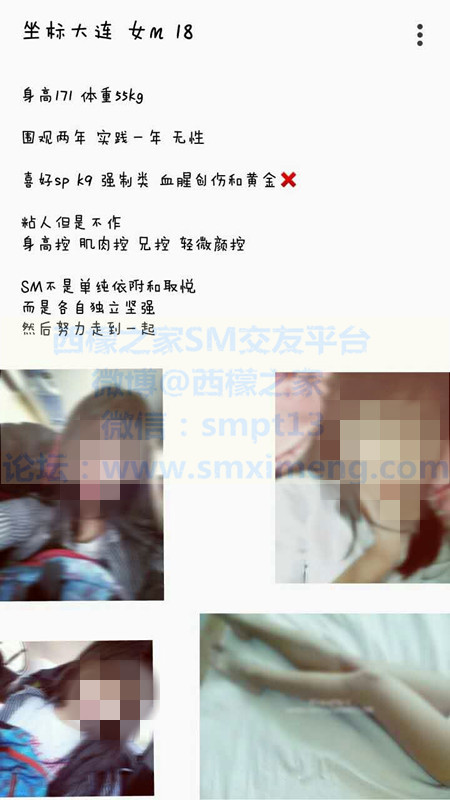 坐标大连 女m 18
身高171 体重55kg
围观两年 实践一年 无性
喜好sp k9 强制类 血腥创伤和黄金❌
粘人但是不作
身高控 肌肉控 兄控 轻微颜控
SM不是单纯依附和取悦
而是各自独立坚强
然后努力走到一起
西檬之家SM交友平台
微博@西檬之家
微信：smpt13
论坛：www.smximeng.com